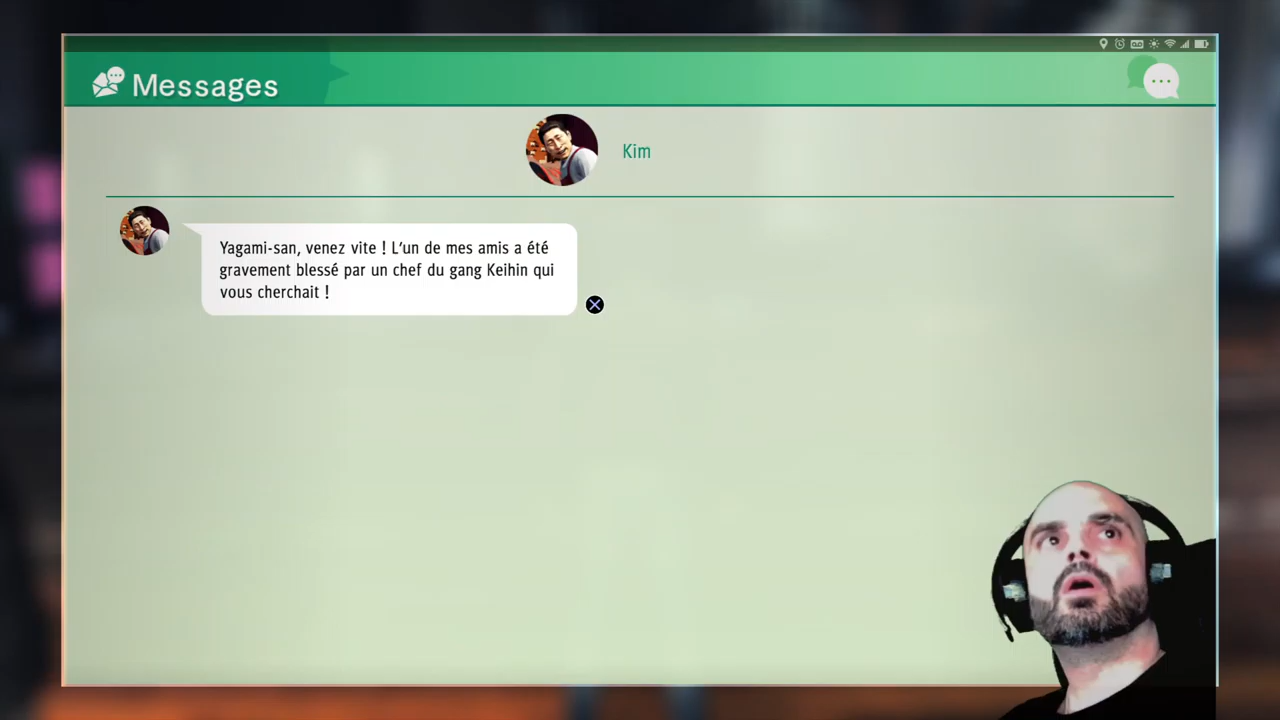 Messages
Kim
Yagami-san, venez vite ! L'un de mes amis a été
gravement blessé par un chef du gang Keihin qui
vous cherchait !